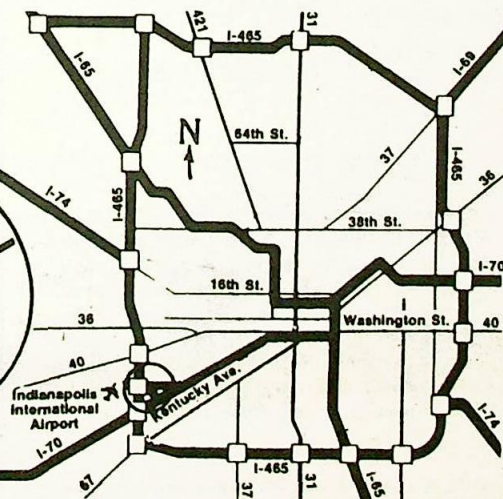 421
31
I-465
I-65
I-69
64th St.
N
37
I-465
36
I-74
I-465
38th St.
16th St.
I-70
36
Washington St.
40
40
Indianapolis
International
Airport
Kentucky Ave.
I-70
67
I-465
37
31
I-65
I-74